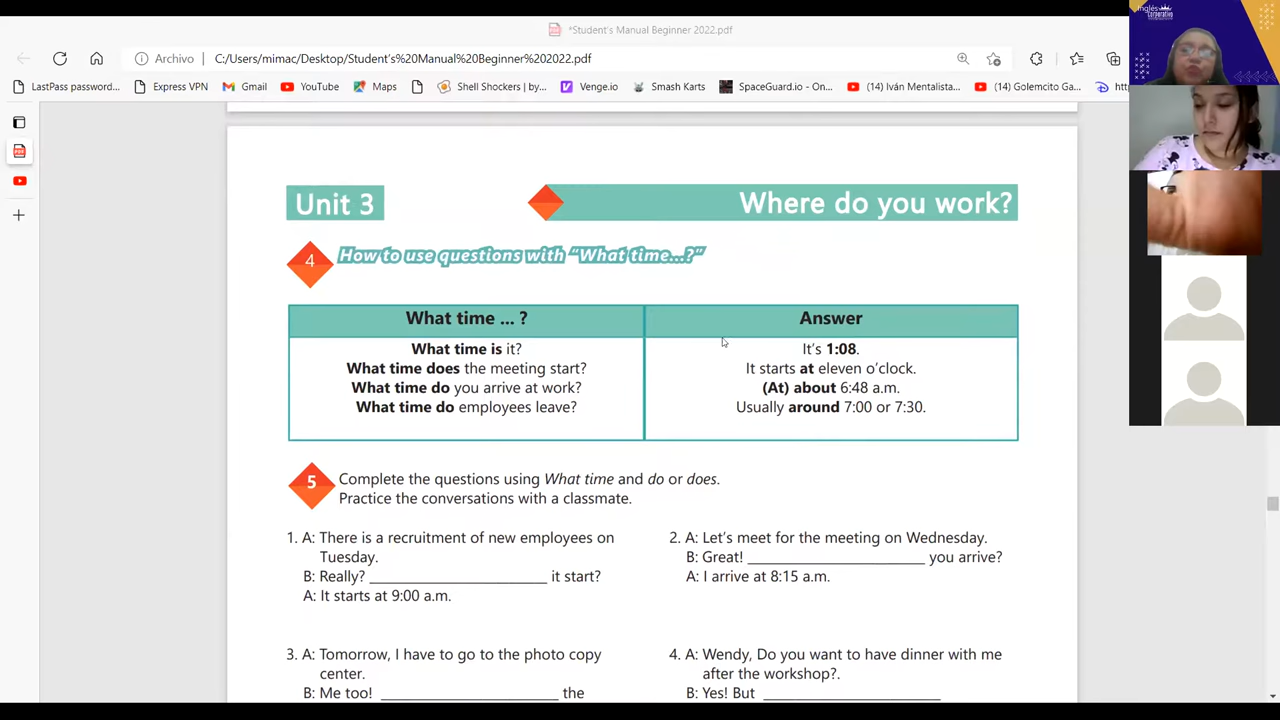 *Student's Manual Beginner 2022.pdf
Archivo
C:/Users/mimac/Desktop/Student's%20Manual%20Beginner%202022.pdf
LastPass password...
Express VPN
Gmail
YouTube
Maps
Shell Shockers | by...
Venge.io
Smash Karts
SpaceGuard.io - On...
(14) Iván Mentalista...
(14) Golemcito Ga...
Inglés
Corporativo
Unit 3
Where do you work?
4
How to use questions with "What time...?"
What time ... ?
Answer
What time is it?
It's 1:08.
What time does the meeting start?
It starts at eleven o'clock.
What time do you arrive at work?
(At) about 6:48 a.m.
What time do employees leave?
Usually around 7:00 or 7:30.
5
Complete the questions using What time and do or does.
Practice the conversations with a classmate.
1. A: There is a recruitment of new employees on
Tuesday.
B: Really? ________________________ it start?
A: It starts at 9:00 a.m.
2. A: Let's meet for the meeting on Wednesday.
B: Great! ________________________ you arrive?
A: I arrive at 8:15 a.m.
3. A: Tomorrow, I have to go to the photo copy
center.
B: Me too! ________________________ the
4. A: Wendy, Do you want to have dinner with me
after the workshop?.
B: Yes! But ________________________